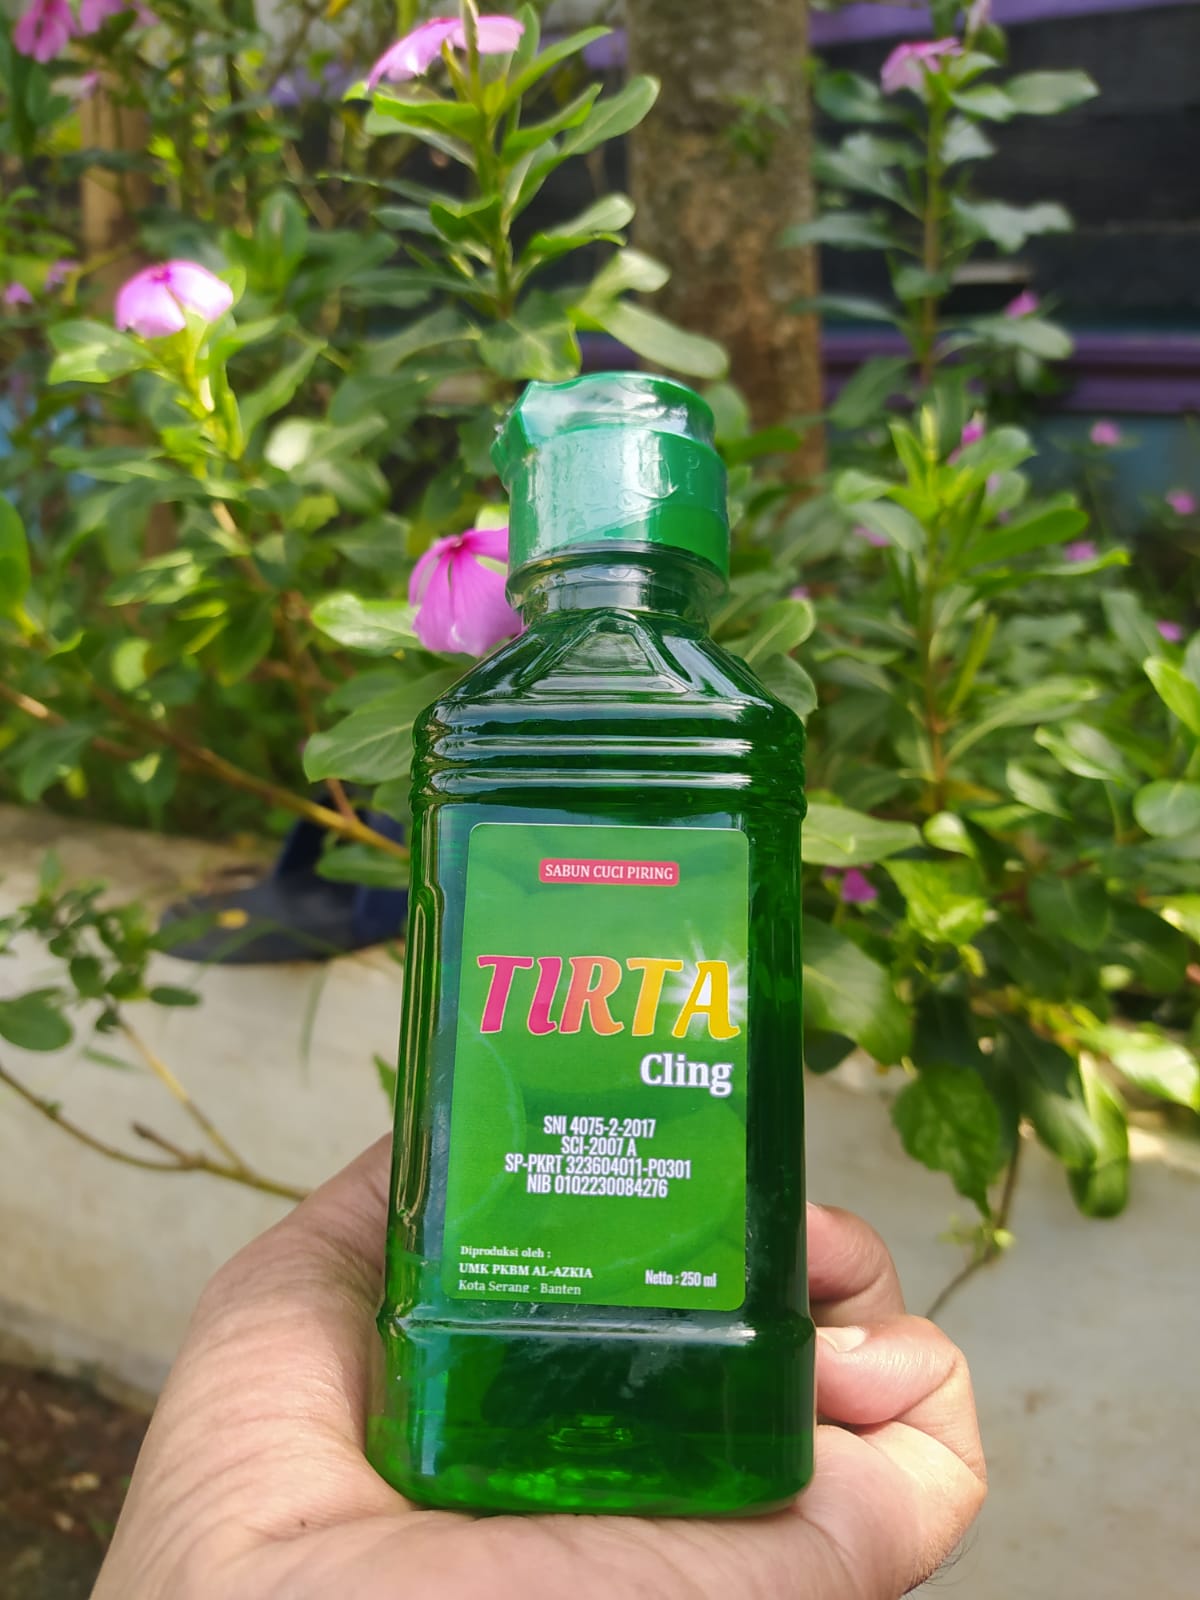 SABUN CUCI PIRING
TIRTA
Cling
SNI 4075-2-2017
SCI-2007 A
SP-PKRT 323604011-P0301
NIB 0102230084276
Diproduksi oleh :
UMK PKBM AL-AZKIA
Kota Serang - Banten
Netto : 250 ml